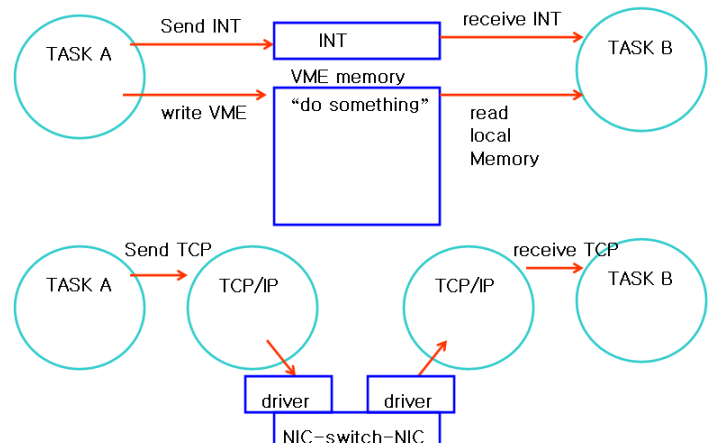 Send INT
receive INT
TASK A
INT
TASK B
VME memory
write VME
“do something”
read
local
Memory
Send TCP
receive TCP
TASK A
TCP/IP
TCP/IP
TASK B
driver
driver
NIC-switch-NIC